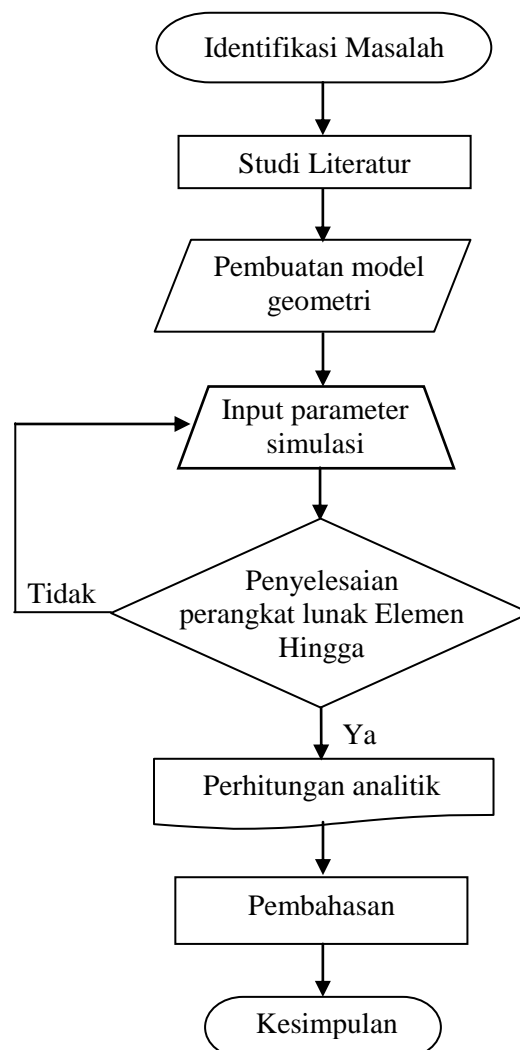 Identifikasi Masalah
Studi Literatur
Pembuatan model
geometri
Input parameter
simulasi
Penyelesaian
perangkat lunak Elemen
Hingga
Tidak
Ya
Perhitungan analitik
Pembahasan
Kesimpulan